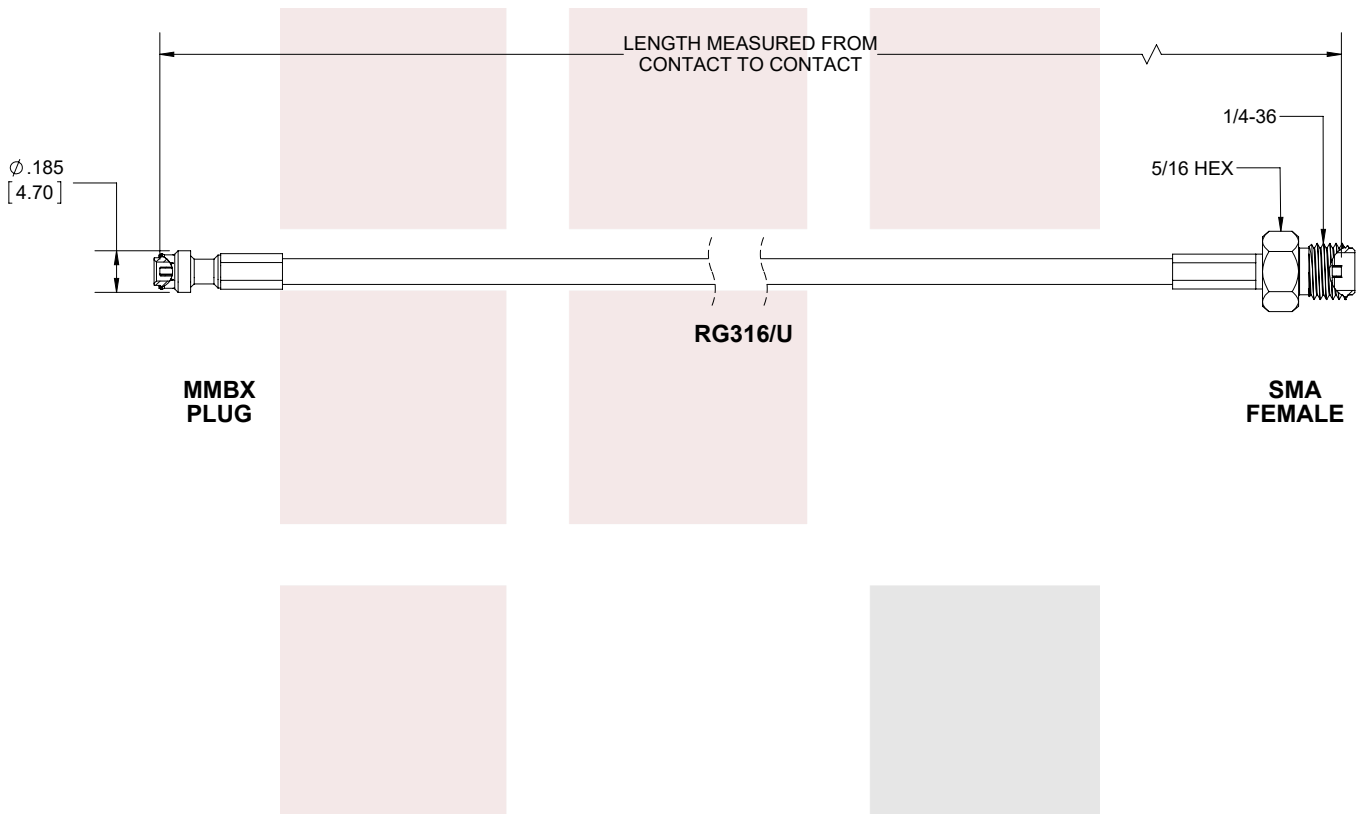 LENGTH MEASURED FROM
CONTACT TO CONTACT
1/4-36
5/16 HEX
∅.185
[4.70]
RG316/U
MMBX
PLUG
SMA
FEMALE